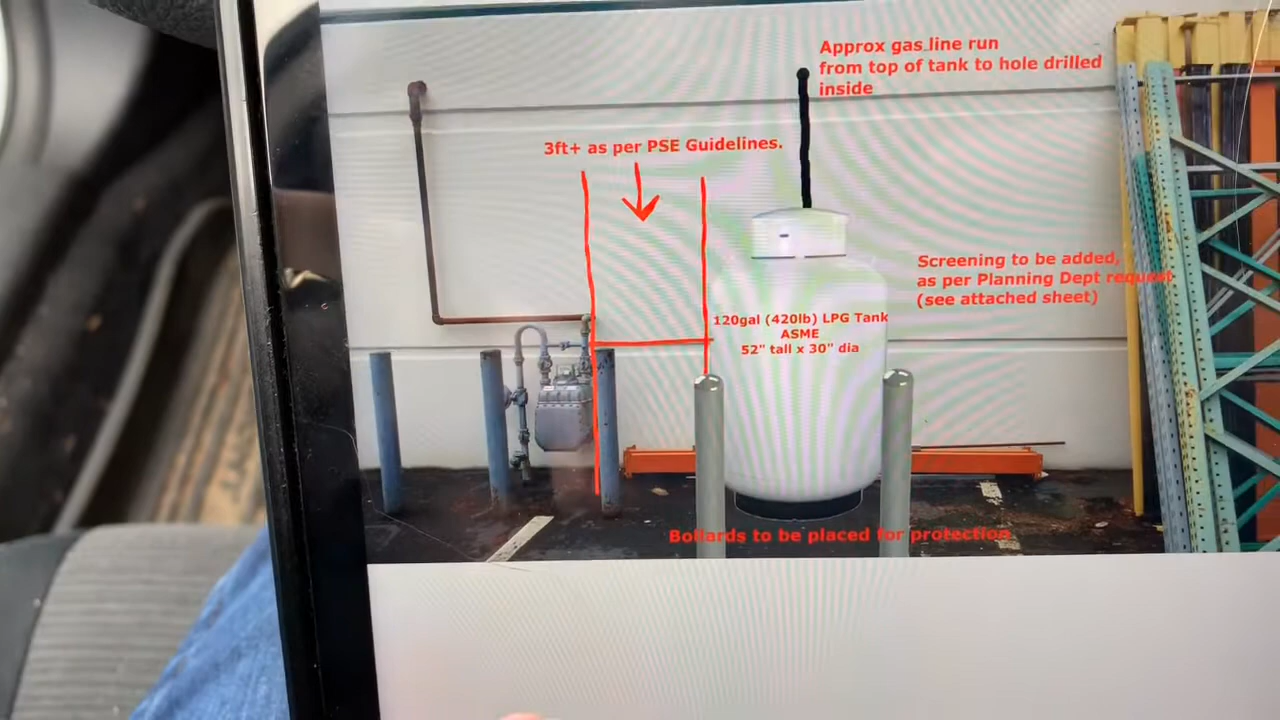 Approx gas line run
from top of tank to hole drilled
inside
3ft+ as per PSE Guidelines.
Screening to be added,
as per Planning Dept request
(see attached sheet)
120gal (420lb) LPG Tank
ASME
52" tall x 30" dia
Bollards to be placed for protection